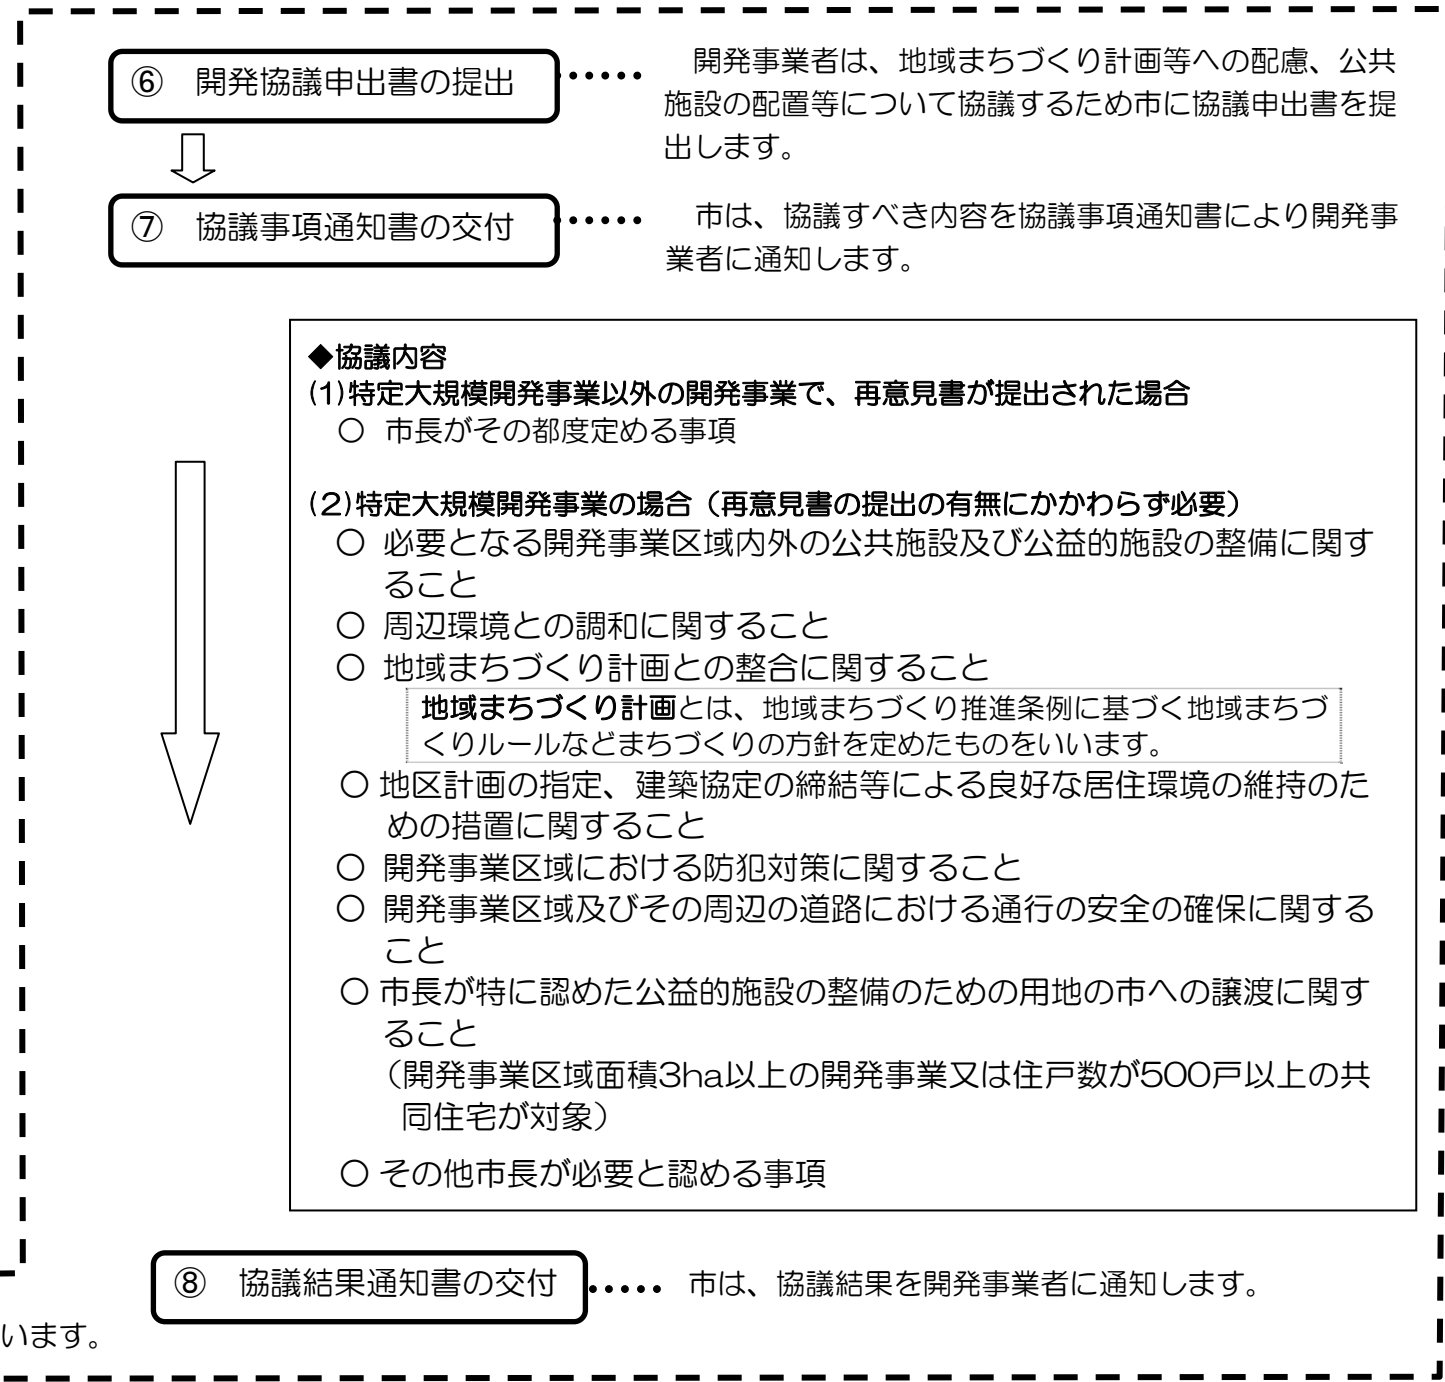 ⑥ 開発協議申出書の提出
‥‥‥ 開発事業者は、地域まちづくり計画等への配慮、公共
施設の配置等について協議するため市に協議申出書を提
出します。
⑦ 協議事項通知書の交付
‥‥‥ 市は、協議すべき内容を協議事項通知書により開発事
業者に通知します。
◆協議内容
(1)特定大規模開発事業以外の開発事業で、再意見書が提出された場合
○ 市長がその都度定める事項
(2)特定大規模開発事業の場合（再意見書の提出の有無にかかわらず必要）
○ 必要となる開発事業区域内外の公共施設及び公益的施設の整備に関す
ること
○ 周辺環境との調和に関すること
○ 地域まちづくり計画との整合に関すること
地域まちづくり計画とは、地域まちづくり推進条例に基づく地域まちづ
くりルールなどまちづくりの方針を定めたものをいいます。
○ 地区計画の指定、建築協定の締結等による良好な居住環境の維持のた
めの措置に関すること
○ 開発事業区域における防犯対策に関すること
○ 開発事業区域及びその周辺の道路における通行の安全の確保に関する
こと
○ 市長が特に認めた公益的施設の整備のための用地の市への譲渡に関す
ること
（開発事業区域面積3ha以上の開発事業又は住戸数が500戸以上の共
同住宅が対象）
○ その他市長が必要と認める事項
⑧ 協議結果通知書の交付
‥‥‥ 市は、協議結果を開発事業者に通知します。
います。